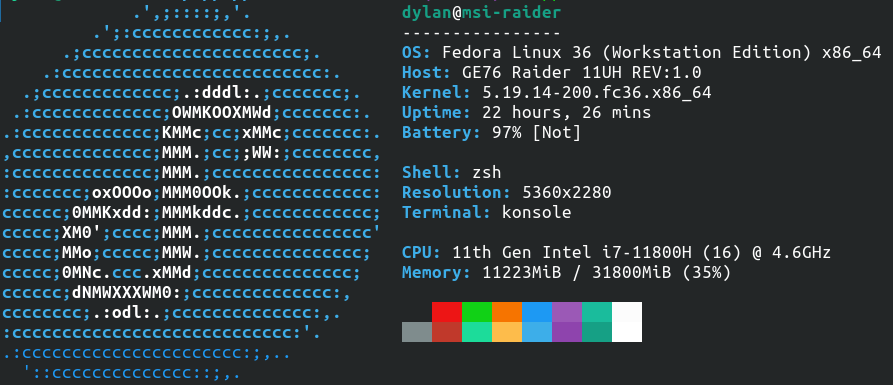 .',;::::;,'.                dylan@msi-raider
         .';:cccccccccccc:;,.            ----------------
      .;cccccccccccccccccccccc;.         OS: Fedora Linux 36 (Workstation Edition) x86_64
    .:cccccccccccccccccccccccccc:.       Host: GE76 Raider 11UH REV:1.0
  .;ccccccccccccc;.:dddl:.;ccccccc;.     Kernel: 5.19.14-200.fc36.x86_64
 .:ccccccccccccc;OWMKOOXMWd;ccccccc:.    Uptime: 22 hours, 26 mins
.:ccccccccccccc;KMMc;cc;xMMc;ccccccc:.   Battery: 97% [Not]
,cccccccccccccc;MMM.;cc;;WW:;cccccccc,
:cccccccccccccc;MMM.;cccccccccccccccc:   Shell: zsh
:ccccccc;oxOOOo;MMM0OOk.;cccccccccccc:   Resolution: 5360x2280
cccccc;0MMKxdd:;MMMkddc.;cccccccccccc;   Terminal: konsole
ccccc;XM0';cccc;MMM.;cccccccccccccccc'
ccccc;MMo;ccccc;MMW.;ccccccccccccccc;    CPU: 11th Gen Intel i7-11800H (16) @ 4.6GHz
ccccc;0MNc.ccc.xMMd;ccccccccccccccc;     Memory: 11223MiB / 31800MiB (35%)
cccccc;dNMWXXXWM0:;cccccccccccccc:,
cccccccc;.:odl:.;cccccccccccccc:,.
:cccccccccccccccccccccccccccc:'.
.:cccccccccccccccccccccc:;,..
  '::cccccccccccccc::;,.